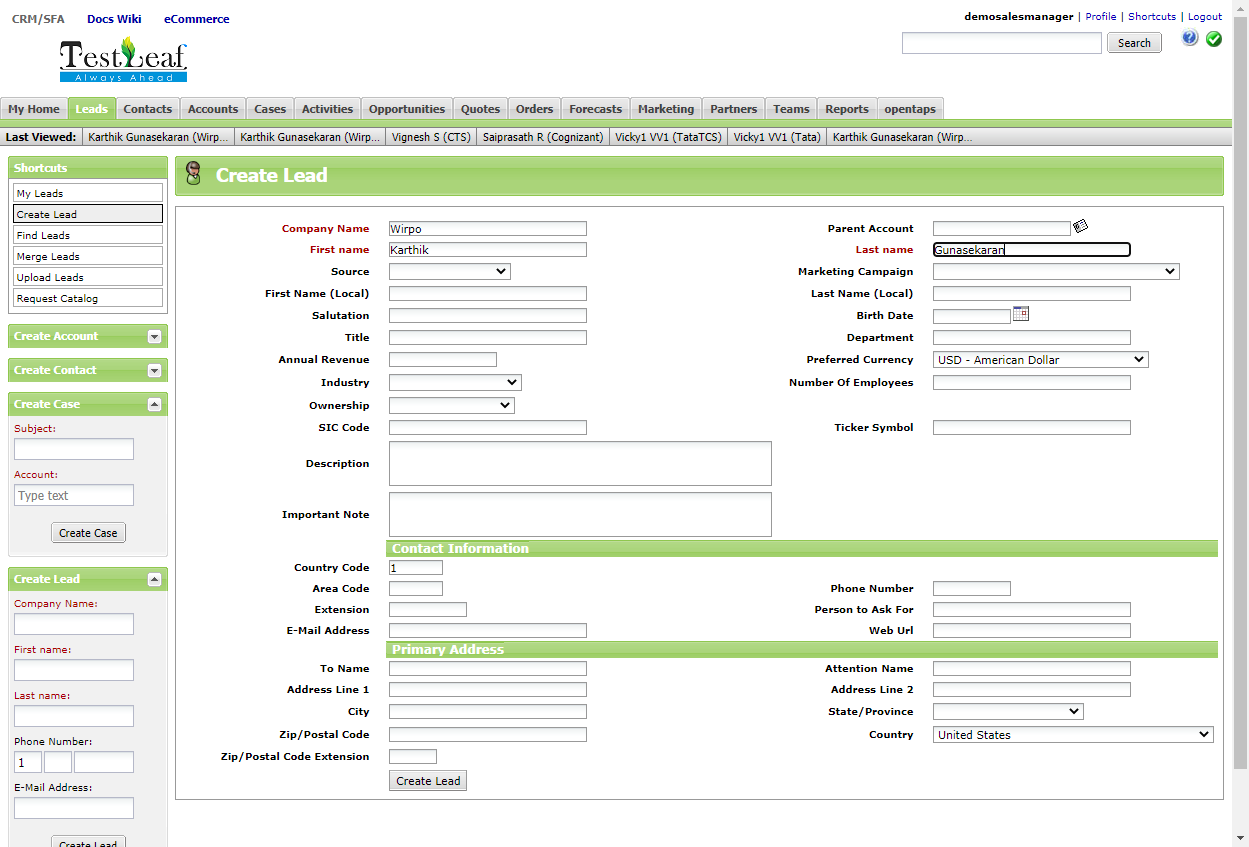 CRM/SFA Docs Wiki eCommerce
demosalesmanager | Profile | Shortcuts | Logout
TestLeaf
Always Ahead
Search
My Home Leads Contacts Accounts Cases Activities Opportunities Quotes Orders Forecasts Marketing Partners Teams Reports opentaps
Last Viewed: Karthik Gunasekaran (Wirp... Karthik Gunasekaran (Wirp... Vignesh S (CTS) Saiprasath R (Cognizant) Vicky1 VV1 (TataTCS) Vicky1 VV1 (Tata) Karthik Gunasekaran (Wirp...
Shortcuts
My Leads
Create Lead
Find Leads
Merge Leads
Upload Leads
Request Catalog
Create Account
Create Contact
Create Case
Subject:
Account:
Type text
Create Case
Create Lead
Company Name:
First name:
Last name:
Phone Number:
1
E-Mail Address:
Create Lead
Create Lead
Company Name Wirpo Parent Account
First name Karthik Last name Gunasekaran
Source Marketing Campaign
First Name (Local) Last Name (Local)
Salutation Birth Date
Title Department
Annual Revenue Preferred Currency USD - American Dollar
Industry Number Of Employees
Ownership
SIC Code Ticker Symbol
Description
Important Note
Contact Information
Country Code 1
Area Code Phone Number
Extension Person to Ask For
E-Mail Address Web Url
Primary Address
To Name Attention Name
Address Line 1 Address Line 2
City State/Province
Zip/Postal Code Country United States
Zip/Postal Code Extension
Create Lead